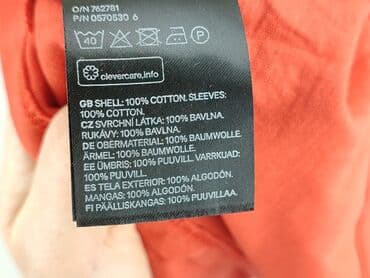 O/N 762781
P/N 0570530 6
40
P
clevercare.info
GB SHELL: 100% COTTON. SLEEVES:
100% COTTON.
CZ SVRCHNÍ LÁTKA: 100% BAVLNA.
RUKÁVY: 100% BAVLNA.
DE OBERMATERIAL: 100% BAUMWOLLE.
ÄRMEL: 100% BAUMWOLLE.
EE ÜMBRIS: 100% PUUVILL. VARRKUAD:
100% PUUVILL.
ES TELA EXTERIOR: 100% ALGODÓN.
MANGAS: 100% ALGODÓN.
FI PÄÄLLISKANGAS: 100% PUUVILLAA.